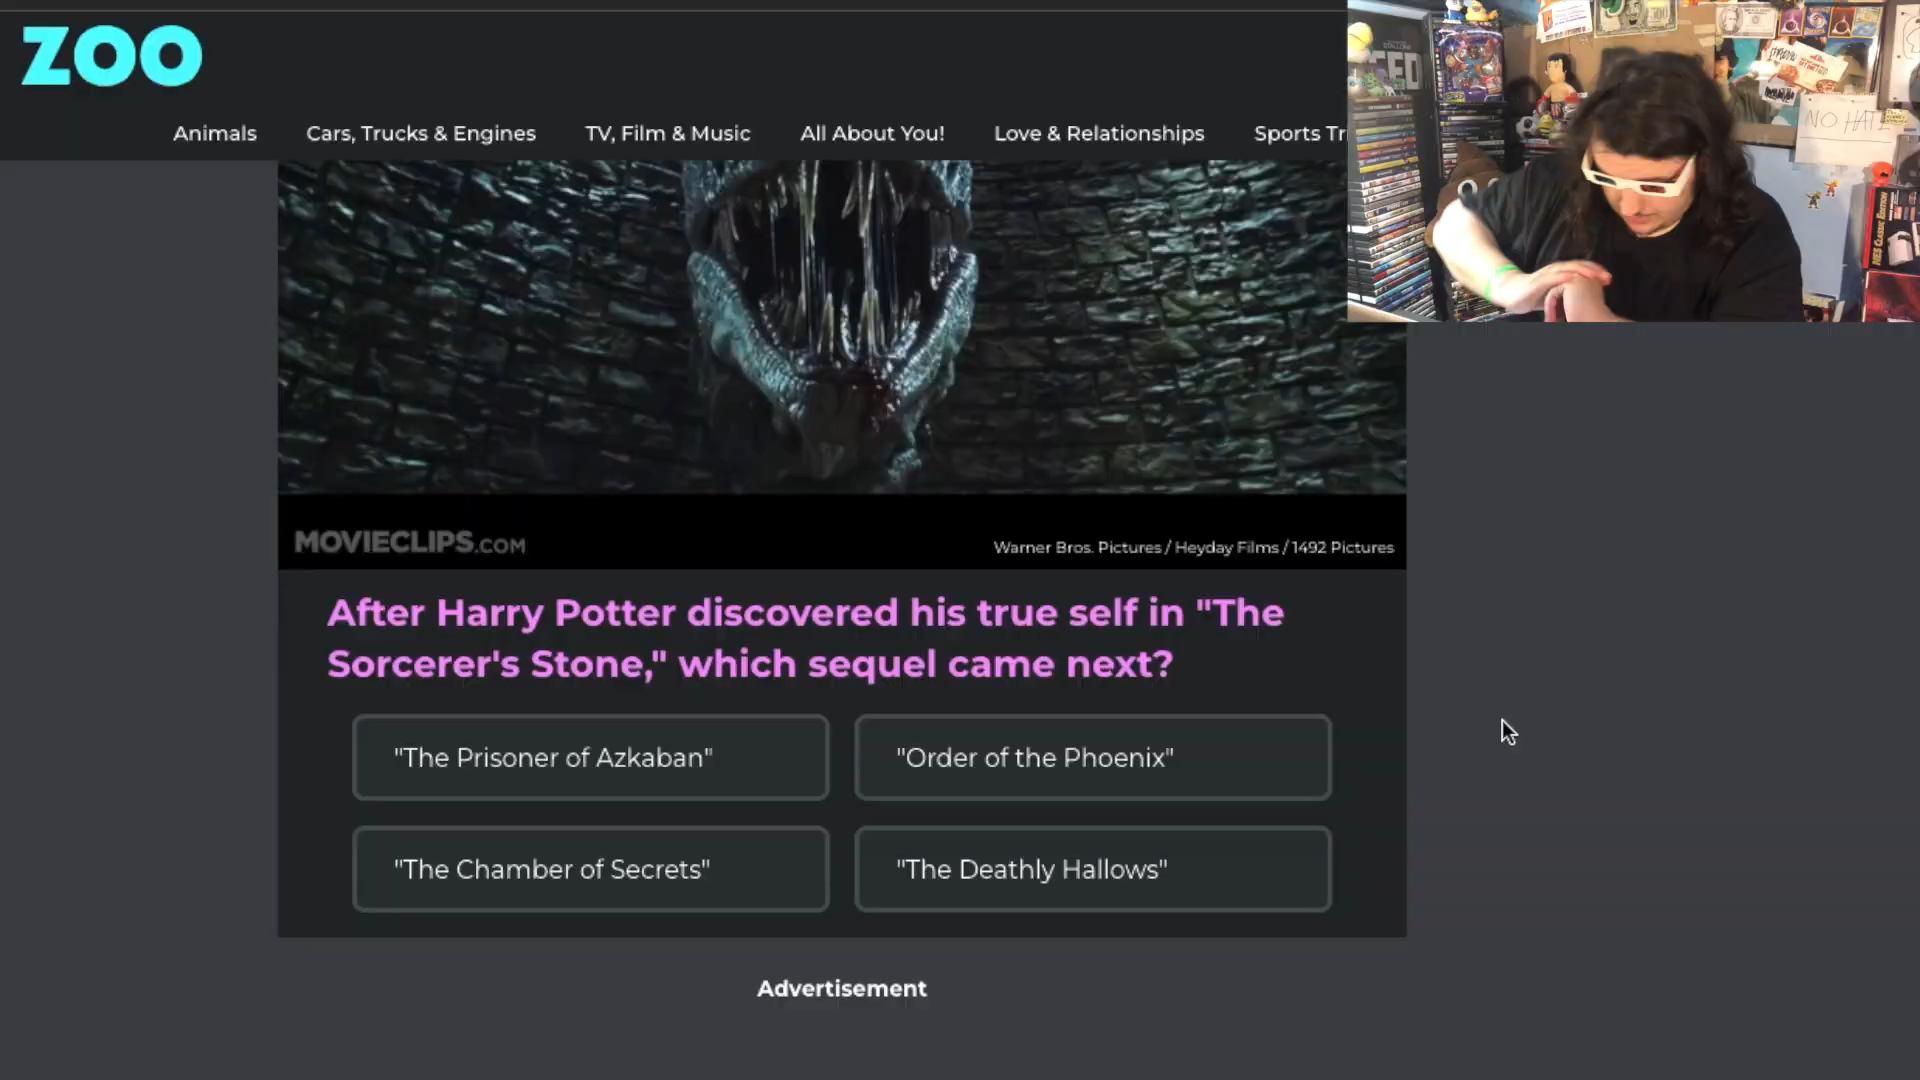 ZOO
Animals
Cars, Trucks & Engines
TV, Film & Music
All About You!
Love & Relationships
Sports Tr
NO HATE
NES CLASSIC EDITION
MOVIECLIPS.COM
Warner Bros. Pictures / Heyday Films / 1492 Pictures
After Harry Potter discovered his true self in "The
Sorcerer's Stone," which sequel came next?
"The Prisoner of Azkaban"
"Order of the Phoenix"
"The Chamber of Secrets"
"The Deathly Hallows"
Advertisement